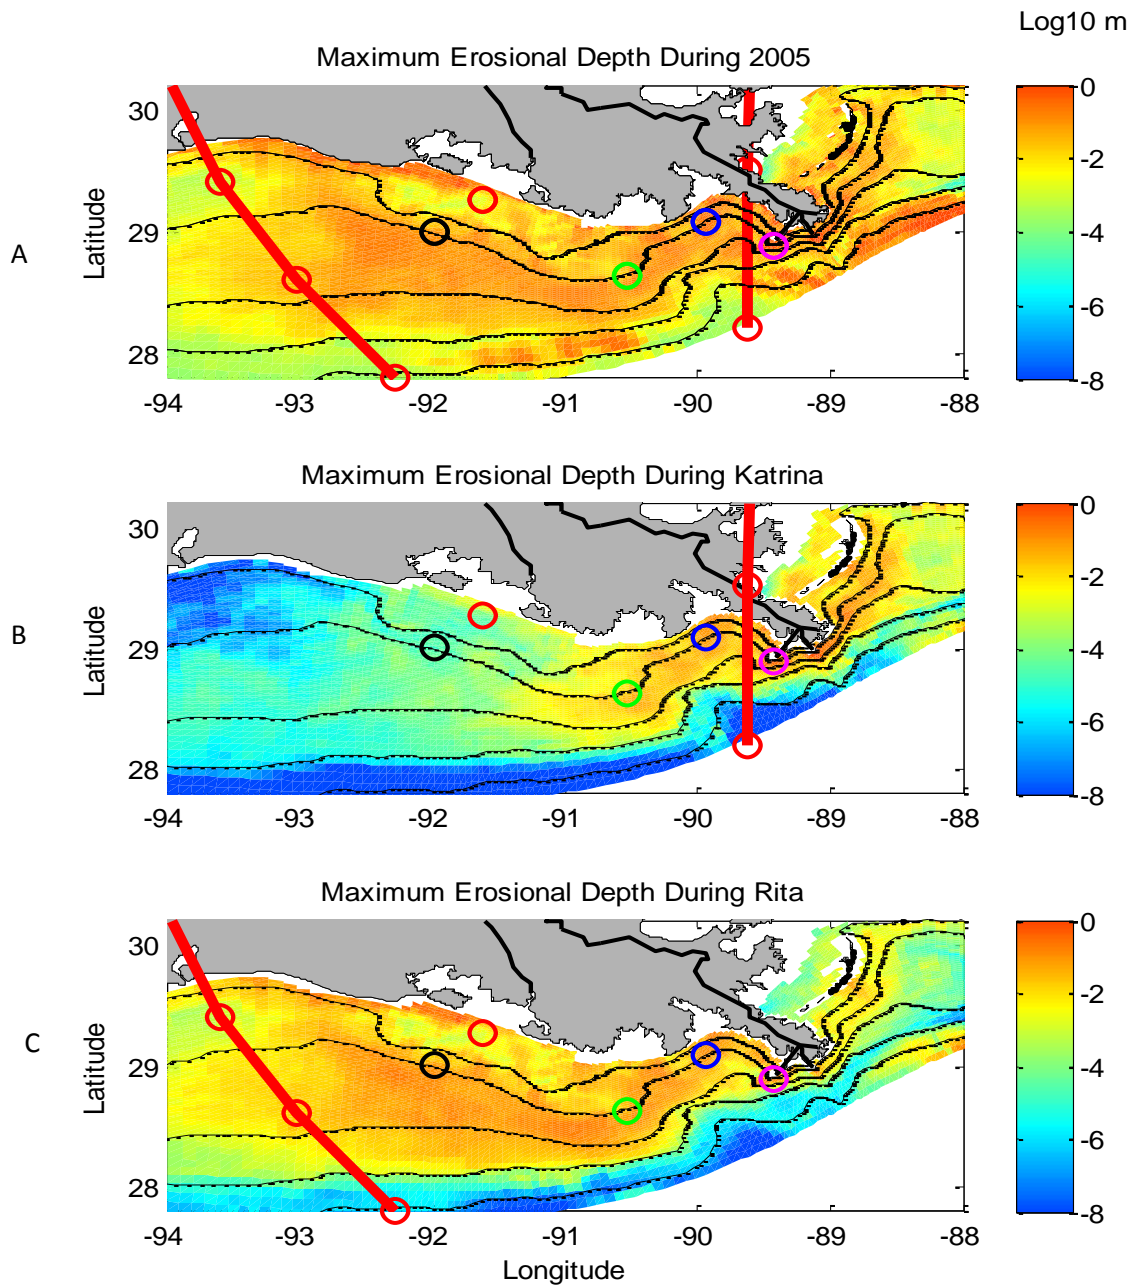 Log10 m
Maximum Erosional Depth During 2005
A
Latitude
30
29
28
-94 -93 -92 -91 -90 -89 -88
0
-2
-4
-6
-8
Maximum Erosional Depth During Katrina
B
Latitude
30
29
28
-94 -93 -92 -91 -90 -89 -88
0
-2
-4
-6
-8
Maximum Erosional Depth During Rita
C
Latitude
30
29
28
-94 -93 -92 -91 -90 -89 -88
Longitude
0
-2
-4
-6
-8